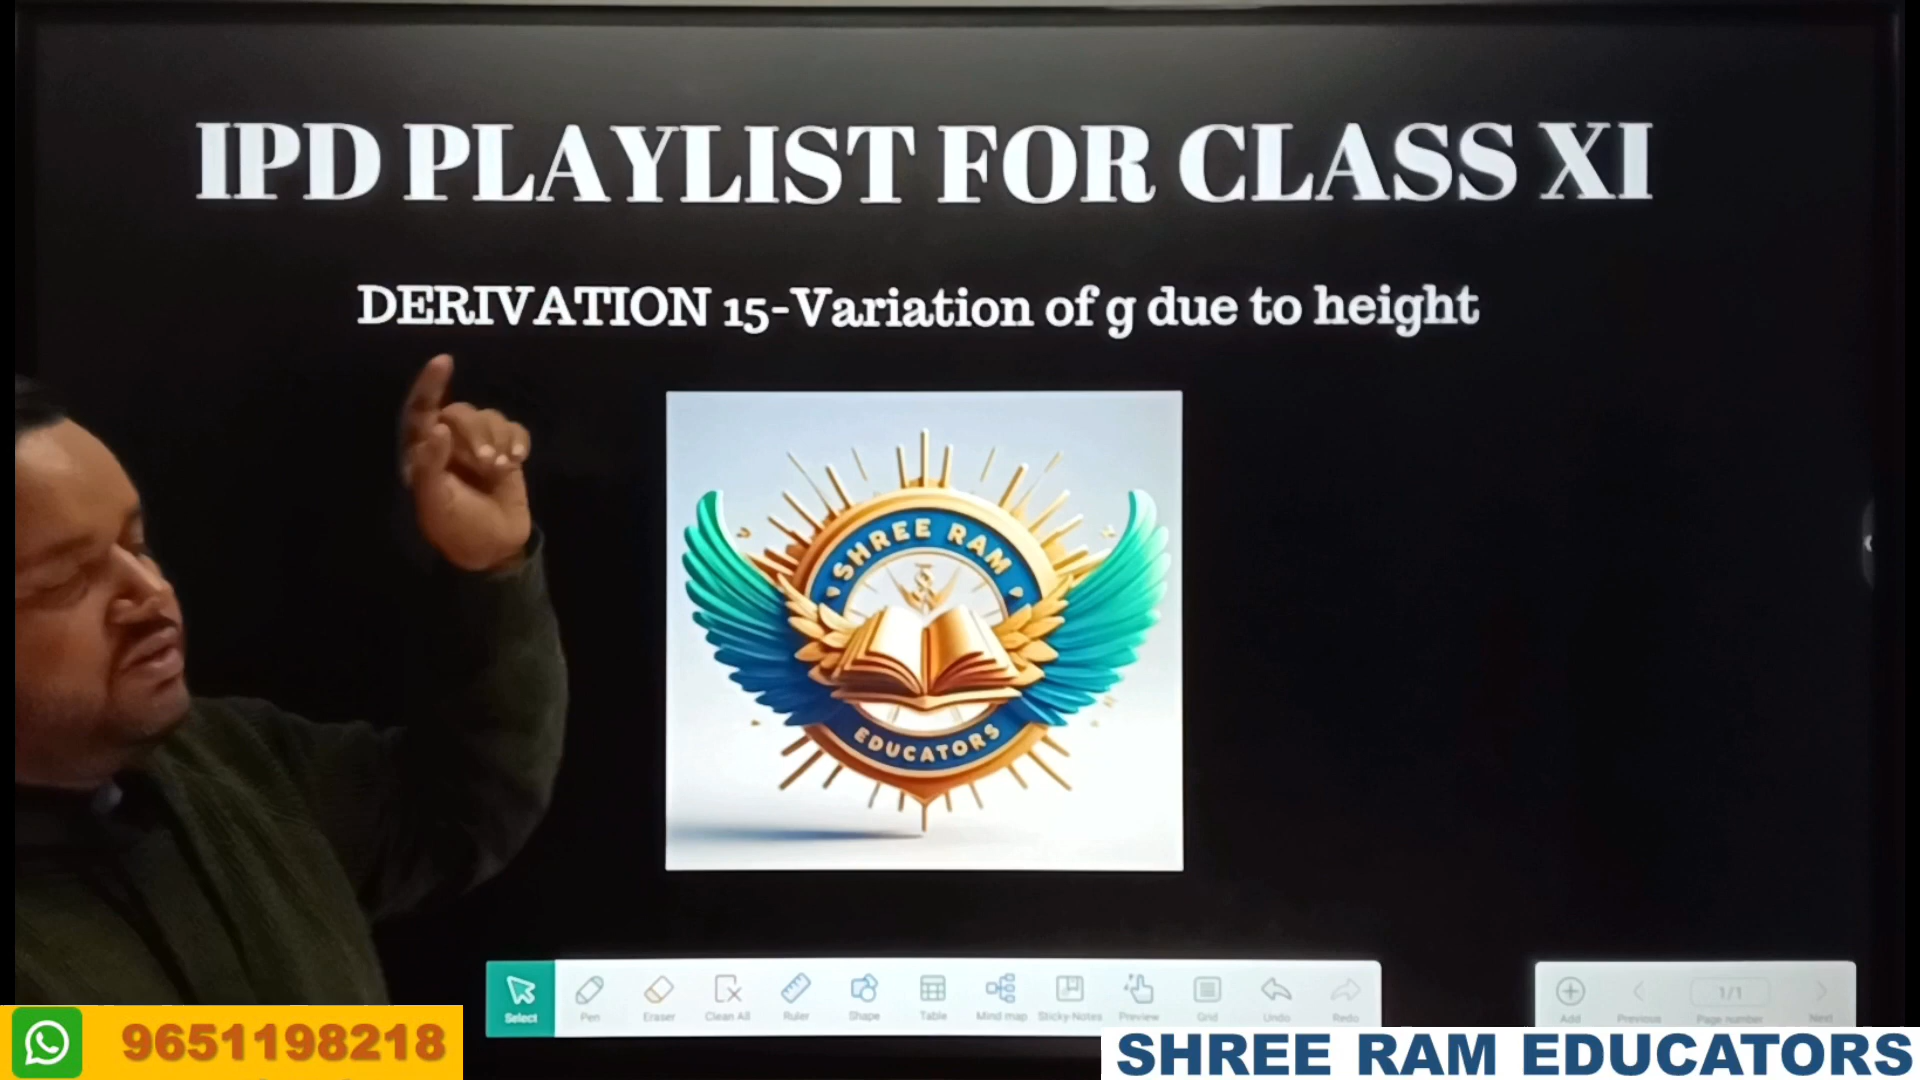 IPD PLAYLIST FOR CLASS XI
DERIVATION 15-Variation of g due to height
SHREE RAM
EDUCATORS
Select
Pen
Eraser
Clean All
Ruler
Shape
Table
Mind map
Sticky Notes
Preview
Grid
Undo
Redo
Add
Previous
1/1
Page number
Next
9651198218
SHREE RAM EDUCATORS